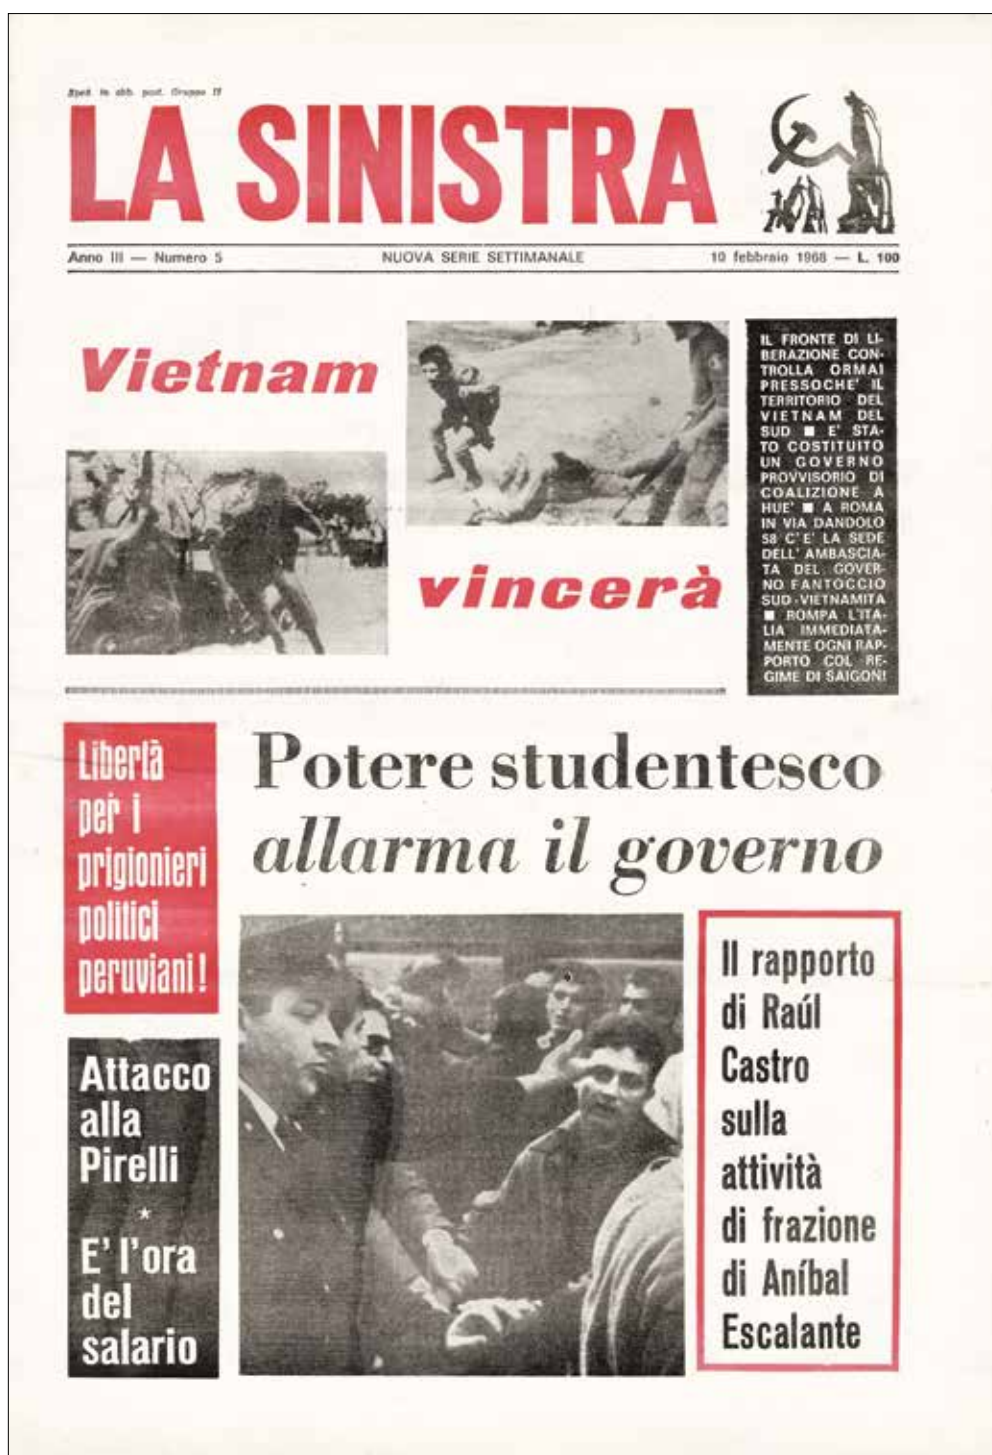 Sped. in abb. post. Gruppo II
LA SINISTRA
Anno III — Numero 5
NUOVA SERIE SETTIMANALE
10 febbraio 1968 — L. 100
Vietnam
vincerà
IL FRONTE DI LI-
BERAZIONE CON-
TROLLA ORMAI
PRESSOCHE' IL
TERRITORIO DEL
VIETNAM DEL
SUD ■ E' STA-
TO COSTITUITO
UN GOVERNO
PROVVISORIO DI
COALIZIONE A
HUE' ■ A ROMA
IN VIA DANDOLO
58 C'E' LA SEDE
DELL'AMBASCIA-
TA DEL GOVER-
NO FANTOCCIO
SUD-VIETNAMITA
■ ROMPA L'ITA-
LIA IMMEDIATA-
MENTE OGNI RAP-
PORTO COL RE-
GIME DI SAIGON!
Libertà
per i
prigionieri
politici
peruviani!
Potere studentesco
allarma il governo
Attacco
alla
Pirelli
★
E' l'ora
del
salario
Il rapporto
di Raúl
Castro
sulla
attività
di frazione
di Aníbal
Escalante